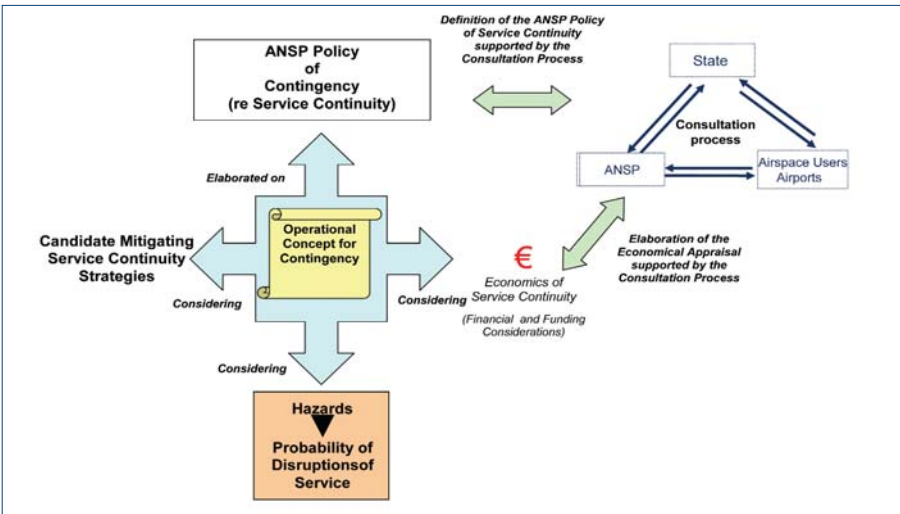 ANSP Policy
of
Contingency
(re Service Continuity)
Definition of the ANSP Policy
of Service Continuity
supported by the
Consultation Process
State
Consultation
process
ANSP
Airspace Users
Airports
Elaborated on
Operational
Concept for
Contingency
Candidate Mitigating
Service Continuity
Strategies
Considering
Considering
€
Economics of
Service Continuity
(Financial and Funding
Considerations)
Elaboration of the
Economical Appraisal
supported by the
Consultation Process
Considering
Hazards
Probability of
Disruptionsof
Service